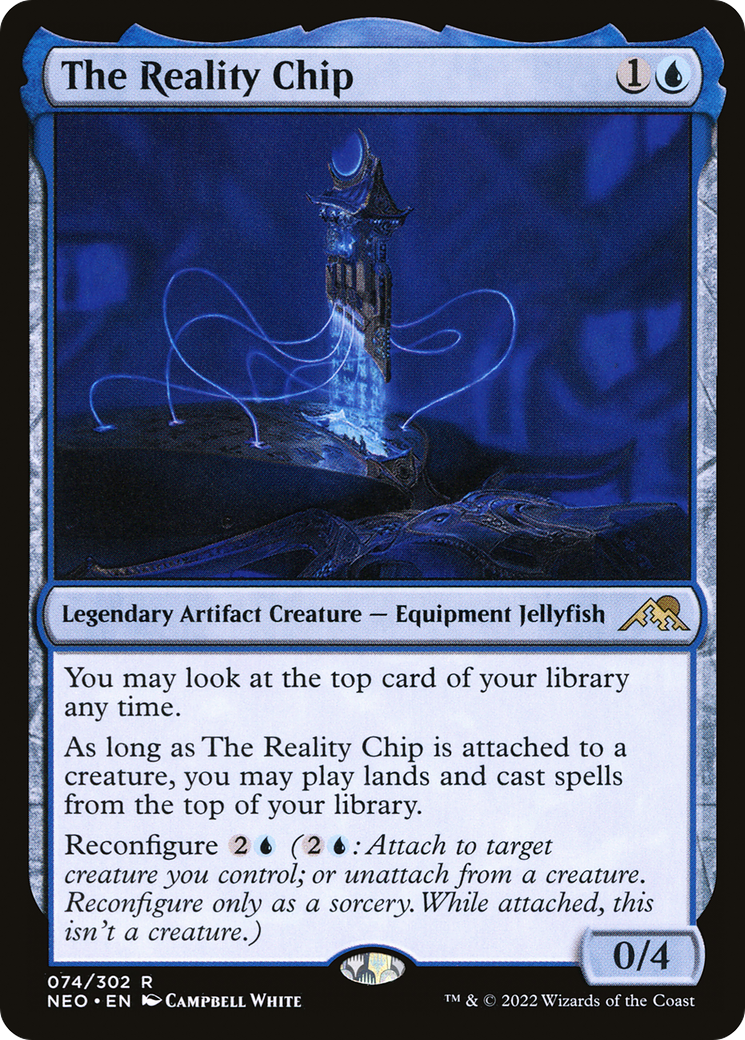 The Reality Chip 1
Legendary Artifact Creature — Equipment Jellyfish
You may look at the top card of your library
any time.
As long as The Reality Chip is attached to a
creature, you may play lands and cast spells
from the top of your library.
Reconfigure 2 (2 : Attach to target
creature you control; or unattach from a creature.
Reconfigure only as a sorcery. While attached, this
isn't a creature.)
0/4
074/302 R
NEO • EN CAMPBELL WHITE
™ & © 2022 Wizards of the Coast